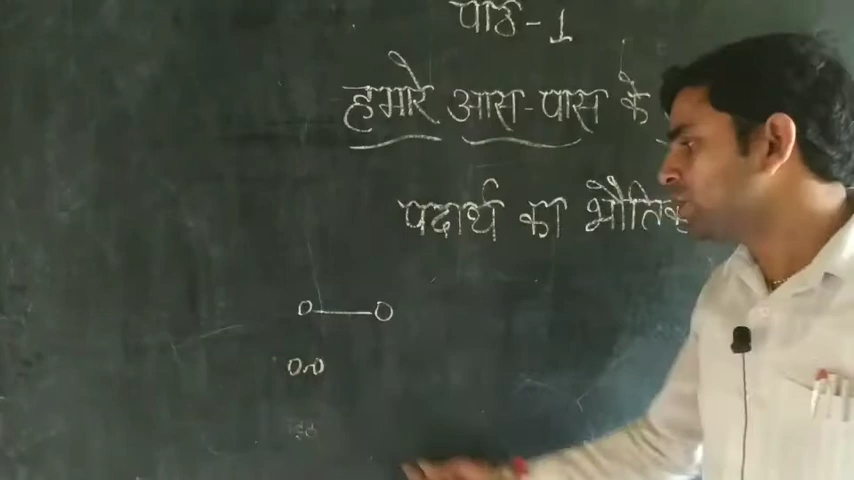 पाठ-1
हमारे आस-पास के
पदार्थ का भौतिक